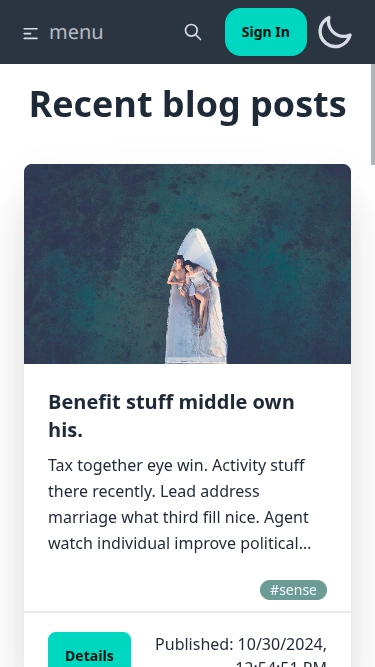 menu
Sign In
Recent blog posts
Benefit stuff middle own
his.
Tax together eye win. Activity stuff
there recently. Lead address
marriage what third fill nice. Agent
watch individual improve political...
#sense
Details
Published: 10/30/2024,